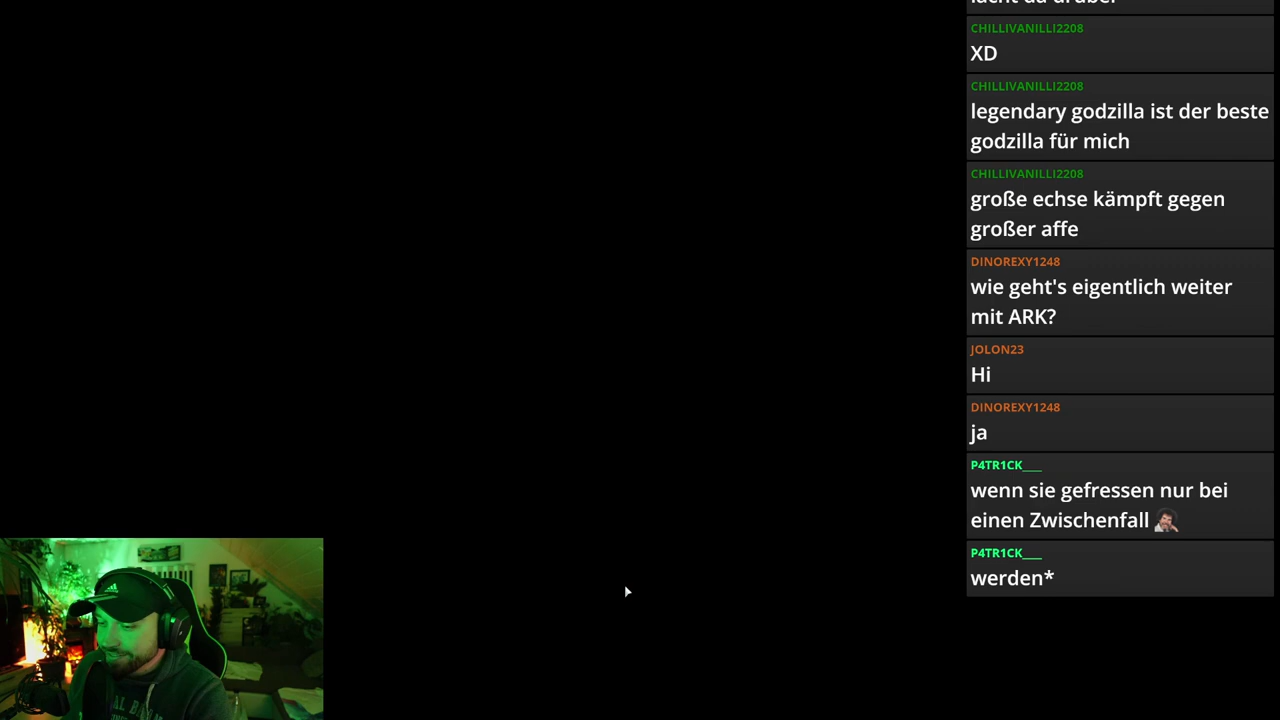 CHILLIVANILLI2208
XD
CHILLIVANILLI2208
legendary godzilla ist der beste
godzilla für mich
CHILLIVANILLI2208
große echse kämpft gegen
großer affe
DINOREXY1248
wie geht's eigentlich weiter
mit ARK?
JOLON23
Hi
DINOREXY1248
ja
P4TR1CK___
wenn sie gefressen nur bei
einen Zwischenfall
P4TR1CK___
werden*